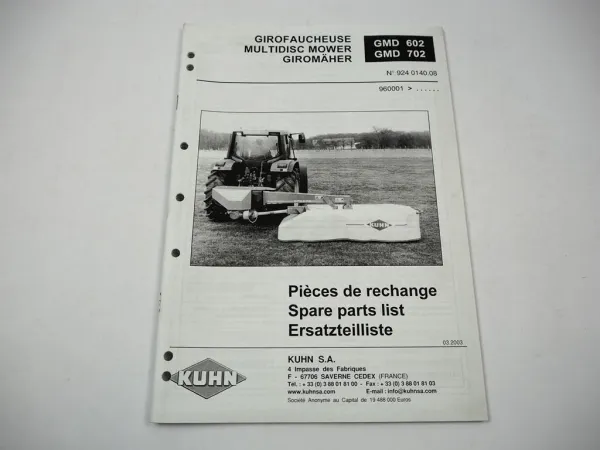 GIROFAUCHEUSE
MULTIDISC MOWER
GIROMÄHER
GMD 602
GMD 702
N° 924 0140.08
960001 > . . . . . .
KUHN
Pièces de rechange
Spare parts list
Ersatzteilliste
03.2003
KUHN
KUHN S.A.
4 Impasse des Fabriques
F - 67706 SAVERNE CEDEX (FRANCE)
Tél. : + 33 (0) 3 88 01 81 00 - Fax : + 33 (0) 3 88 01 81 03
www.kuhnsa.com E-mail : info@kuhnsa.com
Société Anonyme au Capital de 19 488 000 Euros